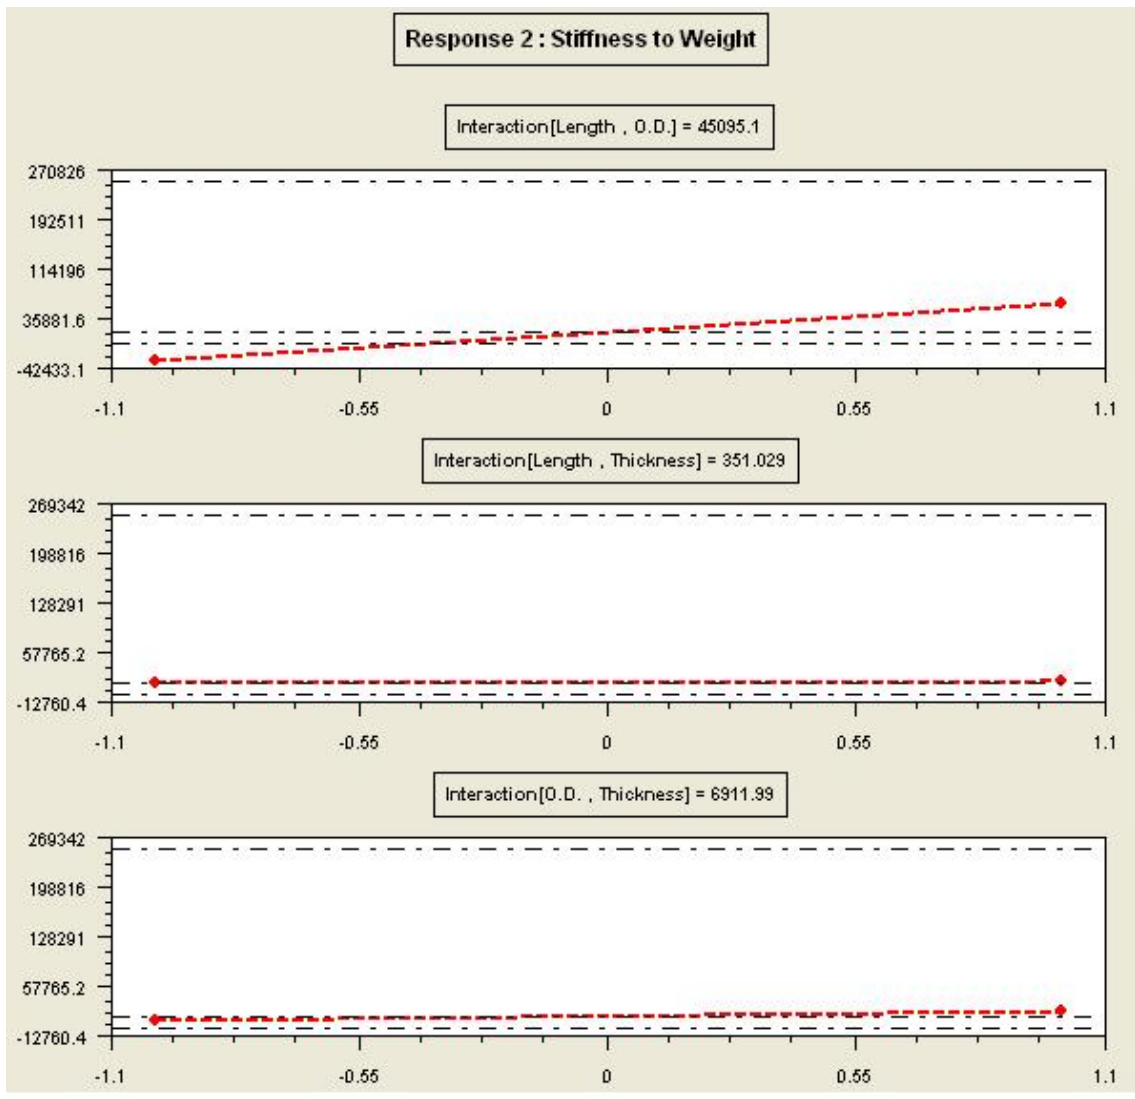 Response 2 : Stiffness to Weight
Interaction[Length , O.D.] = 45095.1
270826
192511
114196
35881.6
-42433.1
-1.1 -0.55 0 0.55 1.1
Interaction[Length , Thickness] = 351.029
269342
198816
128291
57765.2
-12760.4
-1.1 -0.55 0 0.55 1.1
Interaction[O.D. , Thickness] = 6911.99
269342
198816
128291
57765.2
-12760.4
-1.1 -0.55 0 0.55 1.1